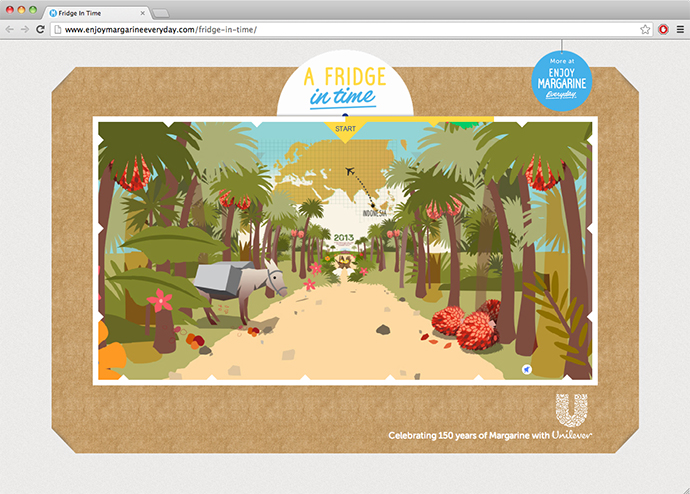 Fridge In Time
www.enjoymargarineeveryday.com/fridge-in-time/
A FRIDGE
in time
More at
ENJOY
MARGARINE
Everyday
START
INDONESIA
2013
Celebrating 150 years of Margarine with Unilever